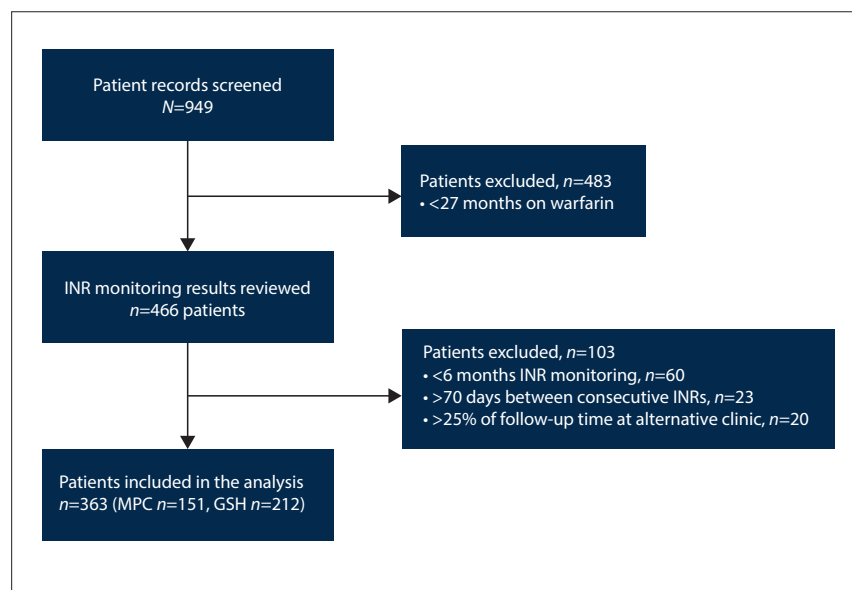 Patient records screened
N=949
Patients excluded, n=483
• <27 months on warfarin
INR monitoring results reviewed
n=466 patients
Patients excluded, n=103
• <6 months INR monitoring, n=60
• >70 days between consecutive INRs, n=23
• >25% of follow-up time at alternative clinic, n=20
Patients included in the analysis
n=363 (MPC n=151, GSH n=212)